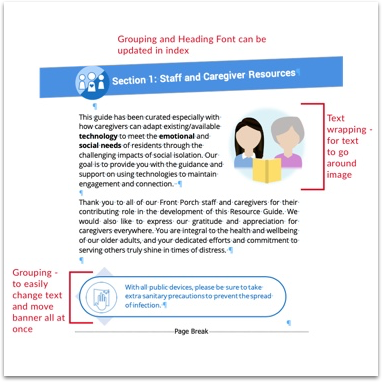 Grouping and Heading Font can be
updated in index
Section 1: Staff and Caregiver Resources¶
¶
This guide has been curated especially with
how caregivers can adapt existing/available
technology to meet the emotional and
social needs of residents through the
challenging impacts of social isolation. Our
goal is to provide you with the guidance and
support on using technologies to maintain
engagement and connection. ¶
¶
Text
wrapping -
for text
to go
around
image
Thank you to all of our Front Porch staff and caregivers for their
contributing role in the development of this Resource Guide. We
would also like to express our gratitude and appreciation for
caregivers everywhere. You are integral to the health and wellbeing
of our older adults, and your dedicated efforts and commitment to
serving others truly shine in times of distress. ¶
¶
Grouping -
to easily
change text
and move
banner all at
once
With all public devices, please be sure to take
extra sanitary precautions to prevent the spread
of infection. ¶
¶
Page Break